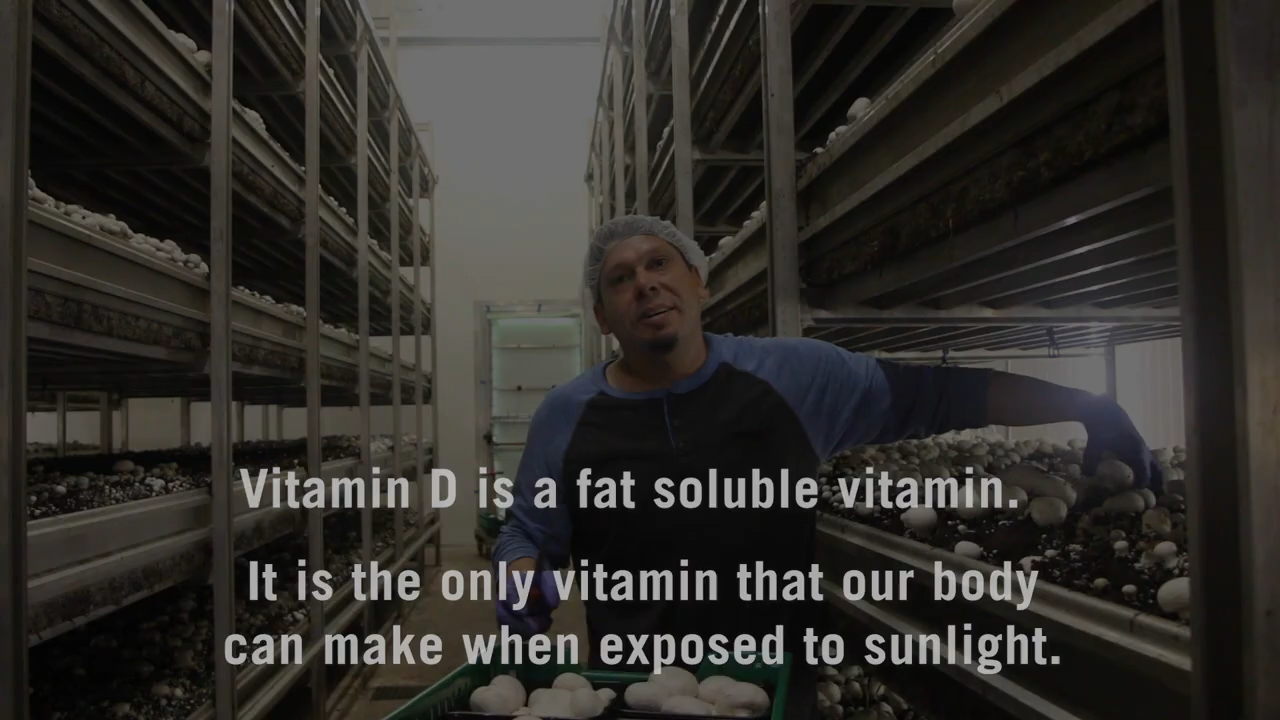 Vitamin D is a fat soluble vitamin.
It is the only vitamin that our body
can make when exposed to sunlight.